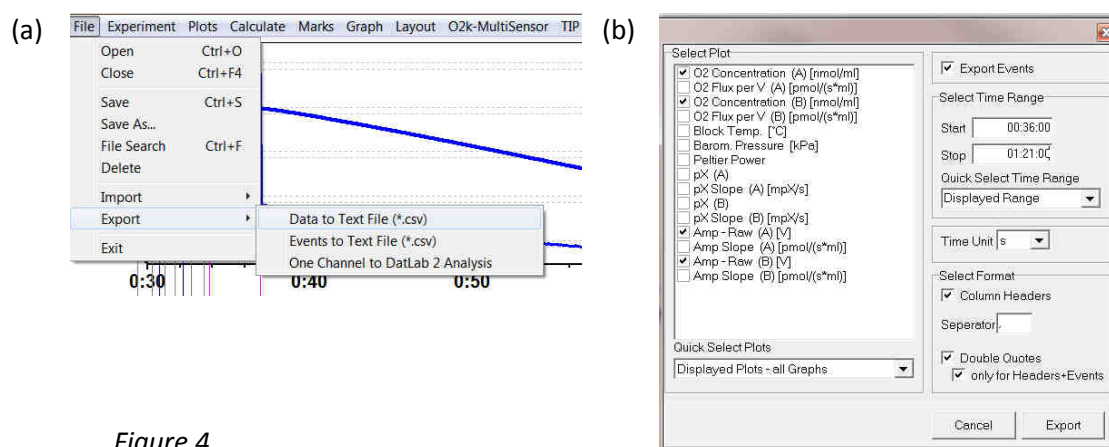 (a)
File Experiment Plots Calculate Marks Graph Layout O2k-MultiSensor TIP
Open Ctrl+O
Close Ctrl+F4
Save Ctrl+S
Save As...
File Search Ctrl+F
Delete
Import
Export
Exit
Data to Text File (*.csv)
Events to Text File (*.csv)
One Channel to DatLab 2 Analysis
0:30 0:40 0:50
(b)
Select Plot
O2 Concentration (A) [nmol/ml]
O2 Flux per V (A) [pmol/(s*ml)]
O2 Concentration (B) [nmol/ml]
O2 Flux per V (B) [pmol/(s*ml)]
Block Temp. [°C]
Barom. Pressure [kPa]
Peltier Power
pX (A)
pX Slope (A) [mpX/s]
pX (B)
pX Slope (B) [mpX/s]
Amp - Raw (A) [V]
Amp Slope (A) [pmol/(s*ml)]
Amp - Raw (B) [V]
Amp Slope (B) [pmol/(s*ml)]
Quick Select Plots
Displayed Plots - all Graphs
Export Events
Select Time Range
Start 00:36:00
Stop 01:21:00
Quick Select Time Range
Displayed Range
Time Unit s
Select Format
Column Headers
Seperator ,
Double Quotes
only for Headers+Events
Cancel Export
Figure 4